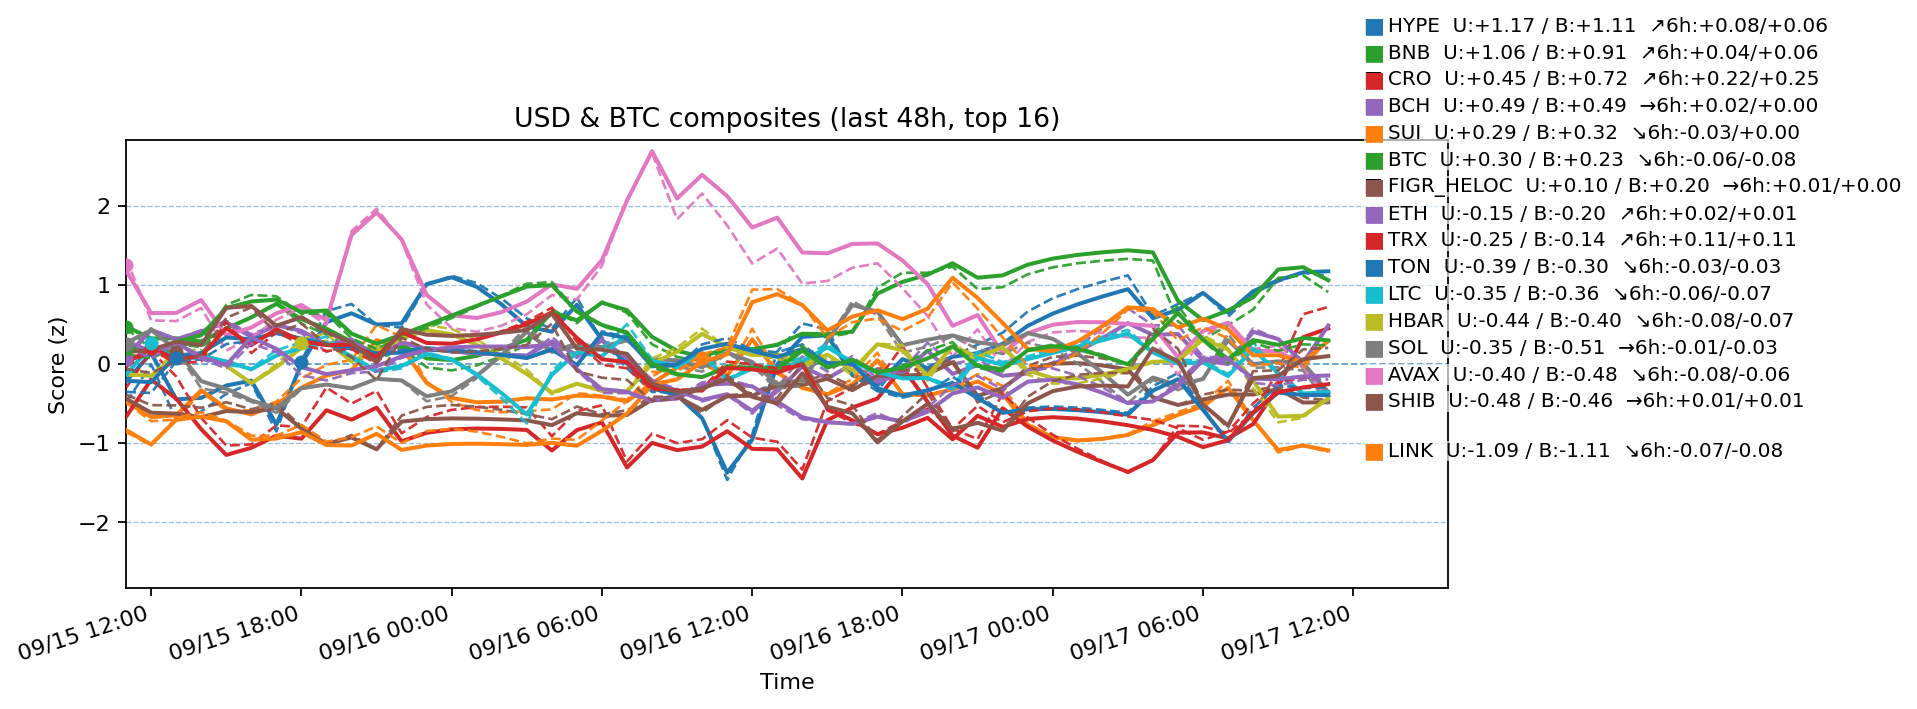 HYPE  U:+1.17 / B:+1.11  ↗6h:+0.08/+0.06
BNB  U:+1.06 / B:+0.91  ↗6h:+0.04/+0.06
CRO  U:+0.45 / B:+0.72  ↗6h:+0.22/+0.25
BCH  U:+0.49 / B:+0.49  →6h:+0.02/+0.00
SUI  U:+0.29 / B:+0.32  ↘6h:-0.03/+0.00
BTC  U:+0.30 / B:+0.23  ↘6h:-0.06/-0.08
FIGR_HELOC  U:+0.10 / B:+0.20  →6h:+0.01/+0.00
ETH  U:-0.15 / B:-0.20  ↗6h:+0.02/+0.01
TRX  U:-0.25 / B:-0.14  ↗6h:+0.11/+0.11
TON  U:-0.39 / B:-0.30  ↘6h:-0.03/-0.03
LTC  U:-0.35 / B:-0.36  ↘6h:-0.06/-0.07
HBAR  U:-0.44 / B:-0.40  ↘6h:-0.08/-0.07
SOL  U:-0.35 / B:-0.51  →6h:-0.01/-0.03
AVAX  U:-0.40 / B:-0.48  ↘6h:-0.08/-0.06
SHIB  U:-0.48 / B:-0.46  →6h:+0.01/+0.01
LINK  U:-1.09 / B:-1.11  ↘6h:-0.07/-0.08
USD & BTC composites (last 48h, top 16)
Score (z)
2
1
0
−1
−2
09/15 12:00
09/15 18:00
09/16 00:00
09/16 06:00
09/16 12:00
09/16 18:00
09/17 00:00
09/17 06:00
09/17 12:00
Time